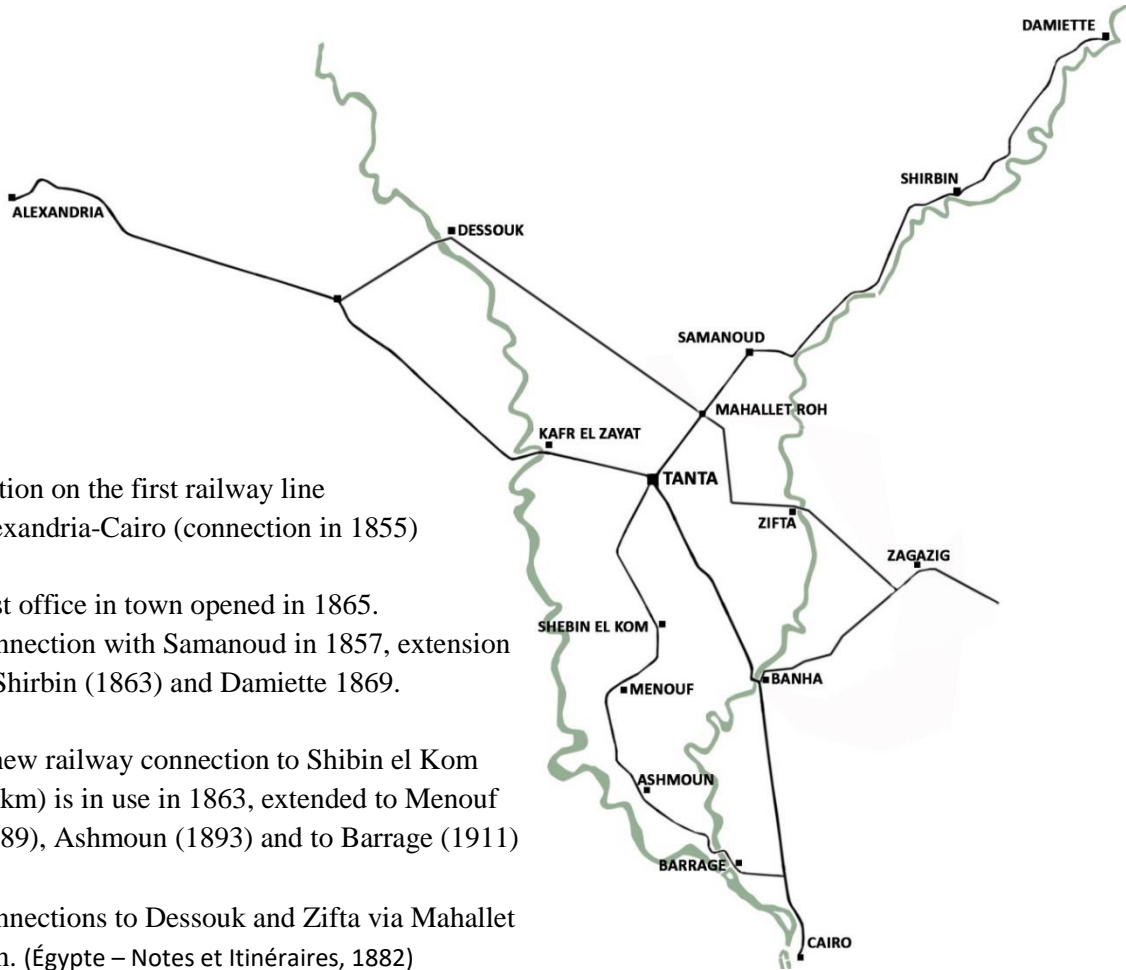 DAMIETTE
SHIRBIN
ALEXANDRIA
DESSOUK
SAMANOUD
MAHALLET ROH
KAFR EL ZAYAT
TANTA
ZIFTA
ZAGAZIG
SHEBIN EL KOM
BANHA
MENOUF
ASHMOUN
BARRAGE
CAIRO
tion on the first railway line
exandria-Cairo (connection in 1855)
st office in town opened in 1865.
nnection with Samanoud in 1857, extension
Shirbin (1863) and Damiette 1869.
new railway connection to Shibin el Kom
km) is in use in 1863, extended to Menouf
89), Ashmoun (1893) and to Barrage (1911)
nnections to Dessouk and Zifta via Mahallet
(Égypte – Notes et Itinéraires, 1882)